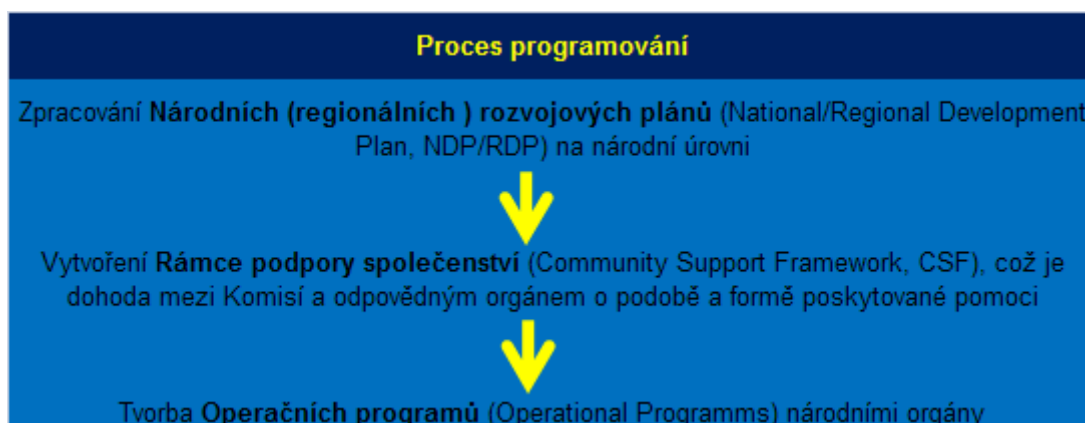 Proces programování
Zpracování Národních (regionálních ) rozvojových plánů (National/Regional Development
Plan, NDP/RDP) na národní úrovni
Vytvoření Rámce podpory společenství (Community Support Framework, CSF), což je
dohoda mezi Komisí a odpovědným orgánem o podobě a formě poskytované pomoci
Tvorba Operačních programů (Operational Programms) národními orgány